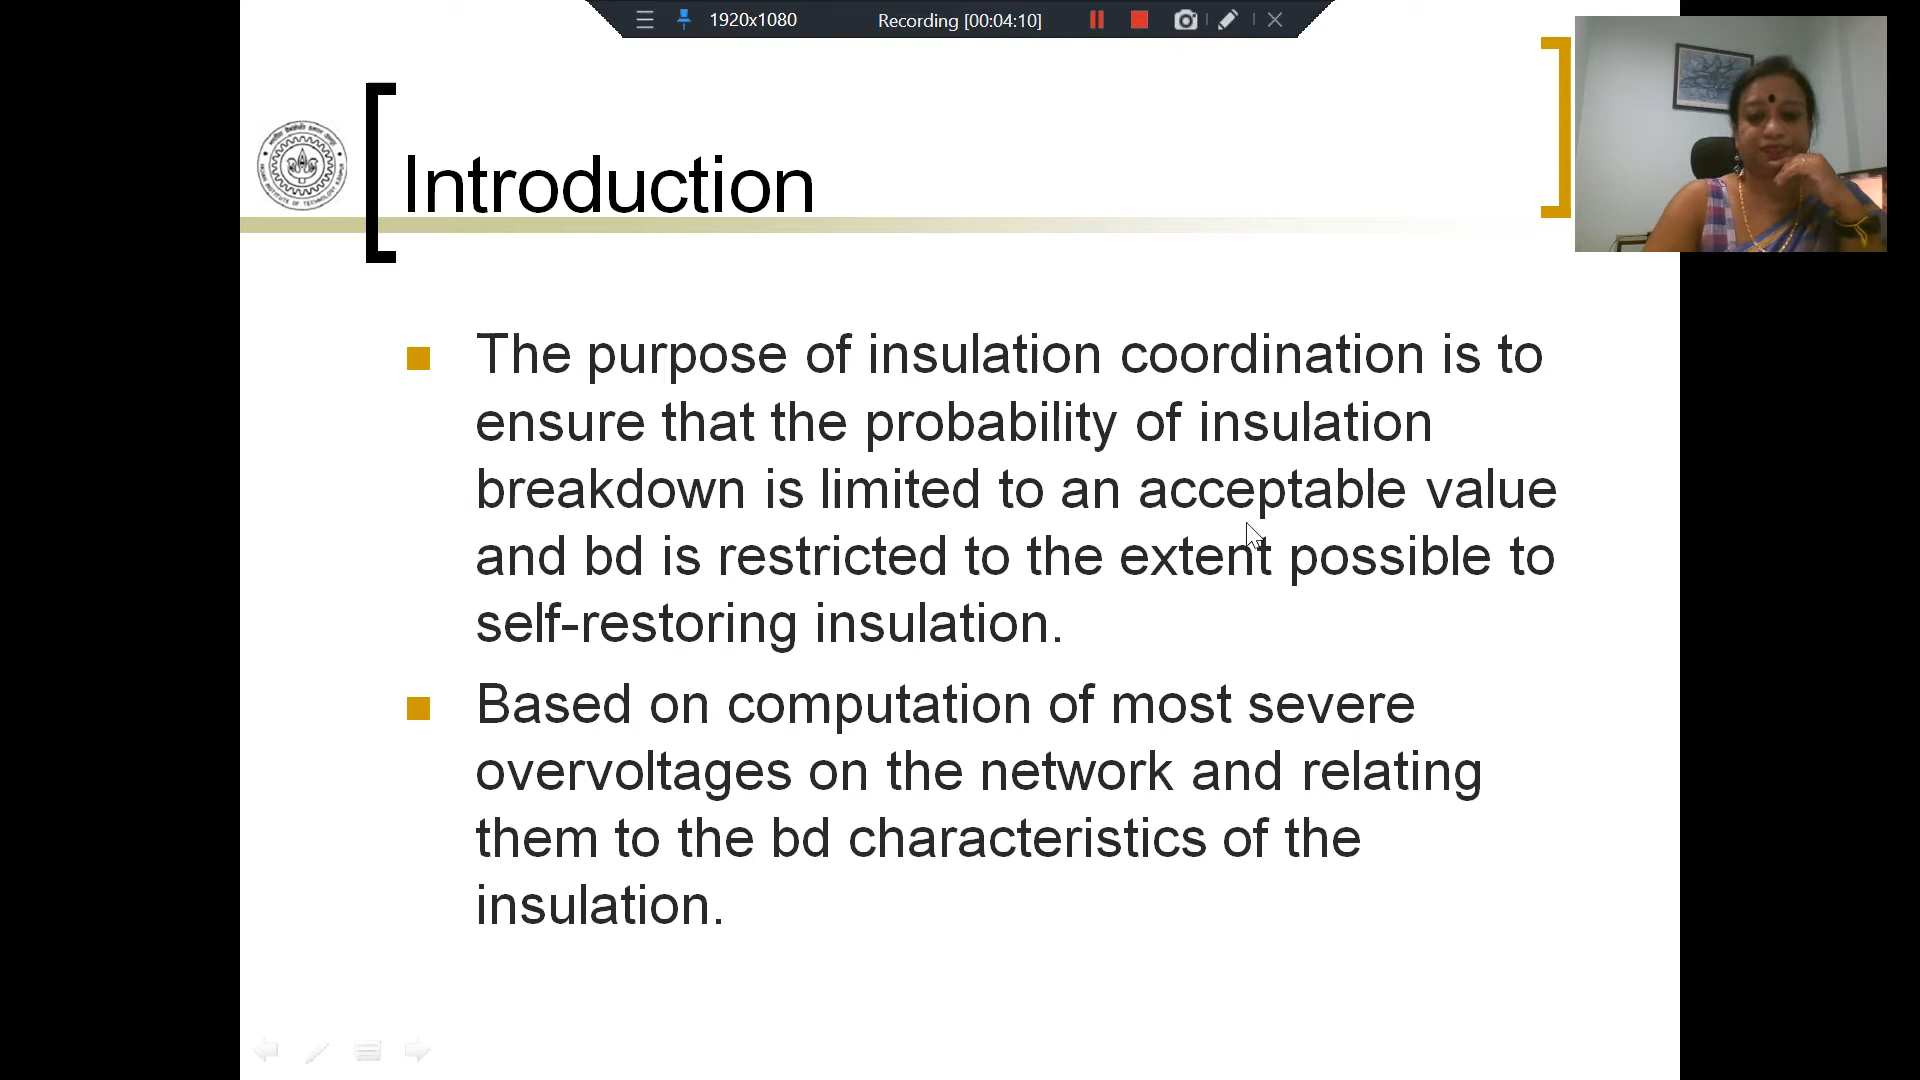 1920x1080
Recording [00:04:10]
Introduction
The purpose of insulation coordination is to
ensure that the probability of insulation
breakdown is limited to an acceptable value
and bd is restricted to the extent possible to
self-restoring insulation.
Based on computation of most severe
overvoltages on the network and relating
them to the bd characteristics of the
insulation.